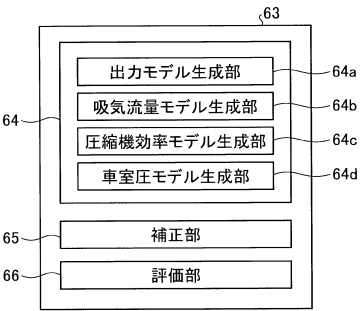 63
出力モデル生成部 64a
吸気流量モデル生成部 64b
64
圧縮機効率モデル生成部 64c
車室圧モデル生成部 64d
65 補正部
66 評価部